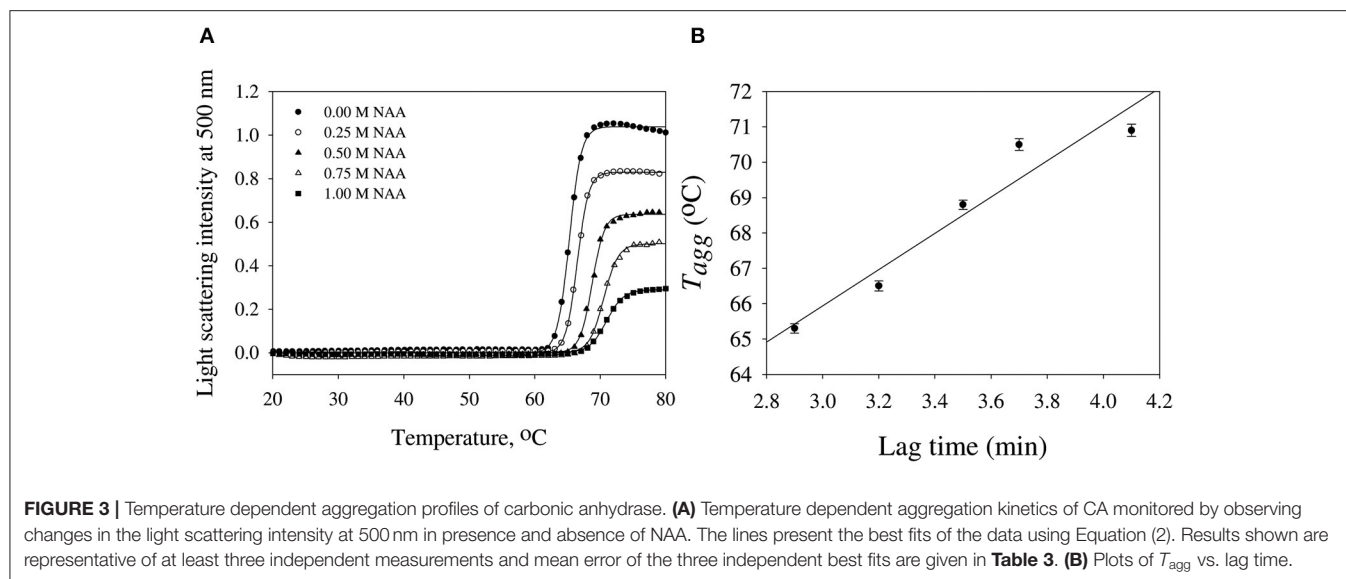 A
Light scattering intensity at 500 nm
1.2
1.0
0.8
0.6
0.4
0.2
0.0
0.00 M NAA
0.25 M NAA
0.50 M NAA
0.75 M NAA
1.00 M NAA
20 30 40 50 60 70 80
Temperature, °C
B
Tagg (°C)
72
71
70
69
68
67
66
65
64
2.8 3.0 3.2 3.4 3.6 3.8 4.0 4.2
Lag time (min)
FIGURE 3 | Temperature dependent aggregation profiles of carbonic anhydrase. (A) Temperature dependent aggregation kinetics of CA monitored by observing
changes in the light scattering intensity at 500 nm in presence and absence of NAA. The lines present the best fits of the data using Equation (2). Results shown are
representative of at least three independent measurements and mean error of the three independent best fits are given in Table 3. (B) Plots of Tagg vs. lag time.